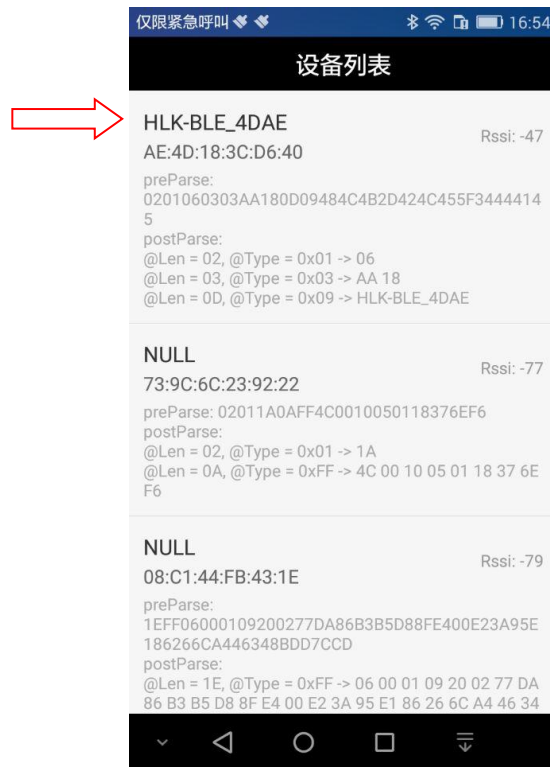 仅限紧急呼叫 16:54
设备列表
HLK-BLE_4DAE
Rssi: -47
AE:4D:18:3C:D6:40
preParse:
0201060303AA180D09484C4B2D424C455F3444414
5
postParse:
@Len = 02, @Type = 0x01 -> 06
@Len = 03, @Type = 0x03 -> AA 18
@Len = 0D, @Type = 0x09 -> HLK-BLE_4DAE
NULL
Rssi: -77
73:9C:6C:23:92:22
preParse: 02011A0AFF4C0010050118376EF6
postParse:
@Len = 02, @Type = 0x01 -> 1A
@Len = 0A, @Type = 0xFF -> 4C 00 10 05 01 18 37 6E
F6
NULL
Rssi: -79
08:C1:44:FB:43:1E
preParse:
1EFF06000109200277DA86B3B5D88FE400E23A95E
186266CA446348BDD7CCD
postParse:
@Len = 1E, @Type = 0xFF -> 06 00 01 09 20 02 77 DA
86 B3 B5 D8 8F E4 00 E2 3A 95 E1 86 26 6C A4 46 34